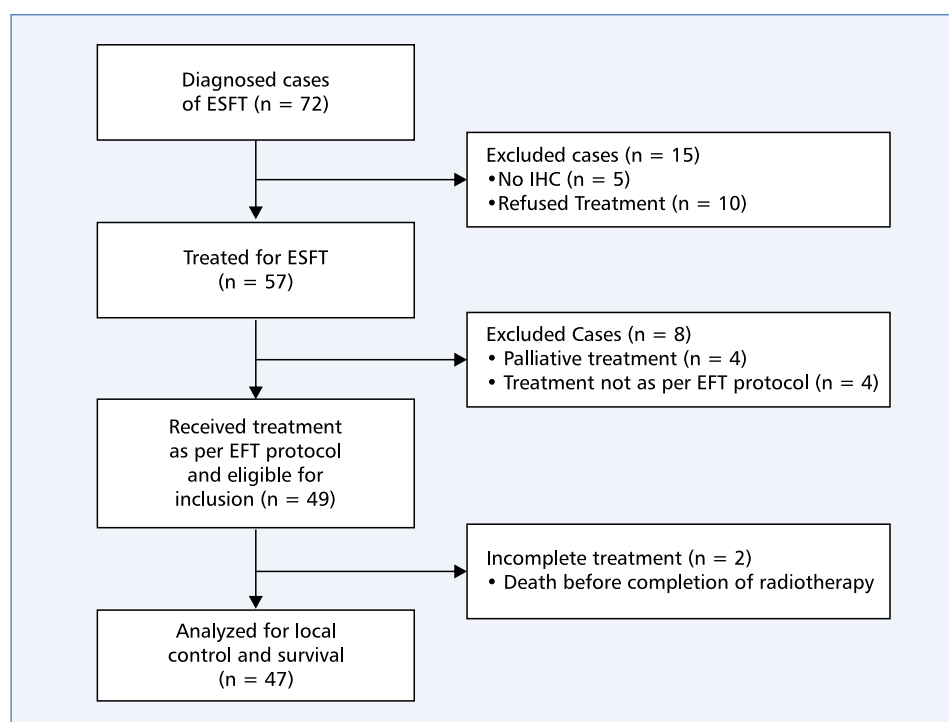 Diagnosed cases
of ESFT (n = 72)
Excluded cases (n = 15)
•No IHC (n = 5)
•Refused Treatment (n = 10)
Treated for ESFT
(n = 57)
Excluded Cases (n = 8)
• Palliative treatment (n = 4)
• Treatment not as per EFT protocol (n = 4)
Received treatment
as per EFT protocol
and eligible for
inclusion (n = 49)
Incomplete treatment (n = 2)
• Death before completion of radiotherapy
Analyzed for local
control and survival
(n = 47)